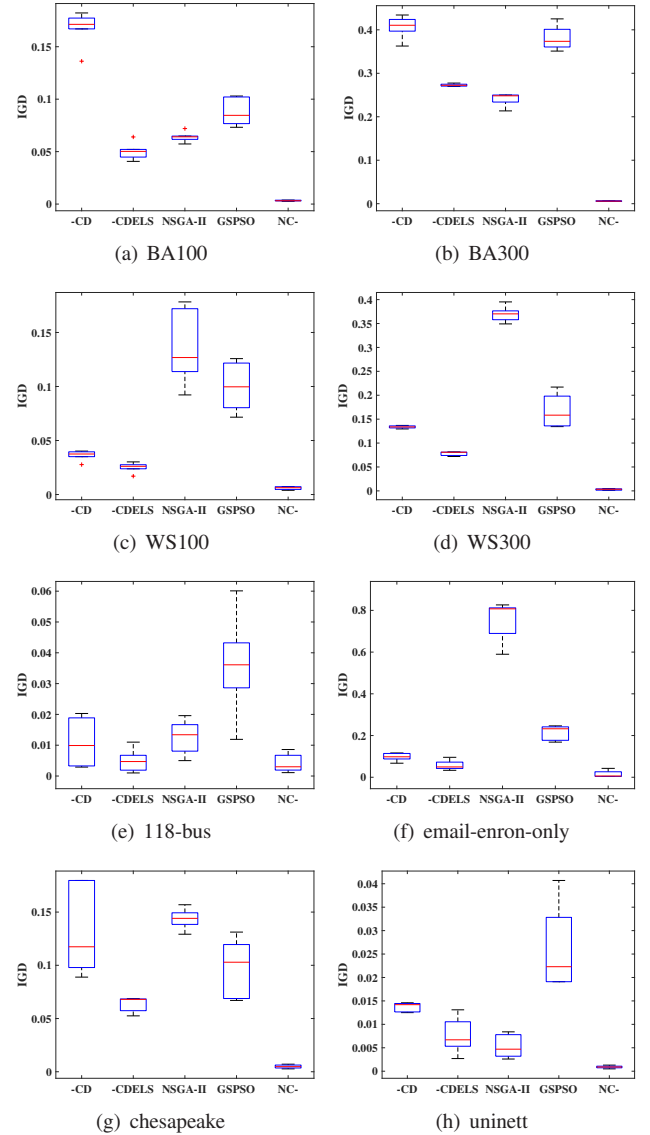 0.15
0.1
0.05
0
IGD
-CD -CDELS NSGA-II GSPSO NC-
(a) BA100
0.4
0.3
0.2
0.1
0
IGD
-CD -CDELS NSGA-II GSPSO NC-
(b) BA300
0.15
0.1
0.05
0
IGD
-CD -CDELS NSGA-II GSPSO NC-
(c) WS100
0.4
0.35
0.3
0.25
0.2
0.15
0.1
0.05
0
IGD
-CD -CDELS NSGA-II GSPSO NC-
(d) WS300
0.06
0.05
0.04
0.03
0.02
0.01
0
IGD
-CD -CDELS NSGA-II GSPSO NC-
(e) 118-bus
0.8
0.6
0.4
0.2
0
IGD
-CD -CDELS NSGA-II GSPSO NC-
(f) email-enron-only
0.15
0.1
0.05
0
IGD
-CD -CDELS NSGA-II GSPSO NC-
(g) chesapeake
0.04
0.035
0.03
0.025
0.02
0.015
0.01
0.005
0
IGD
-CD -CDELS NSGA-II GSPSO NC-
(h) uninett